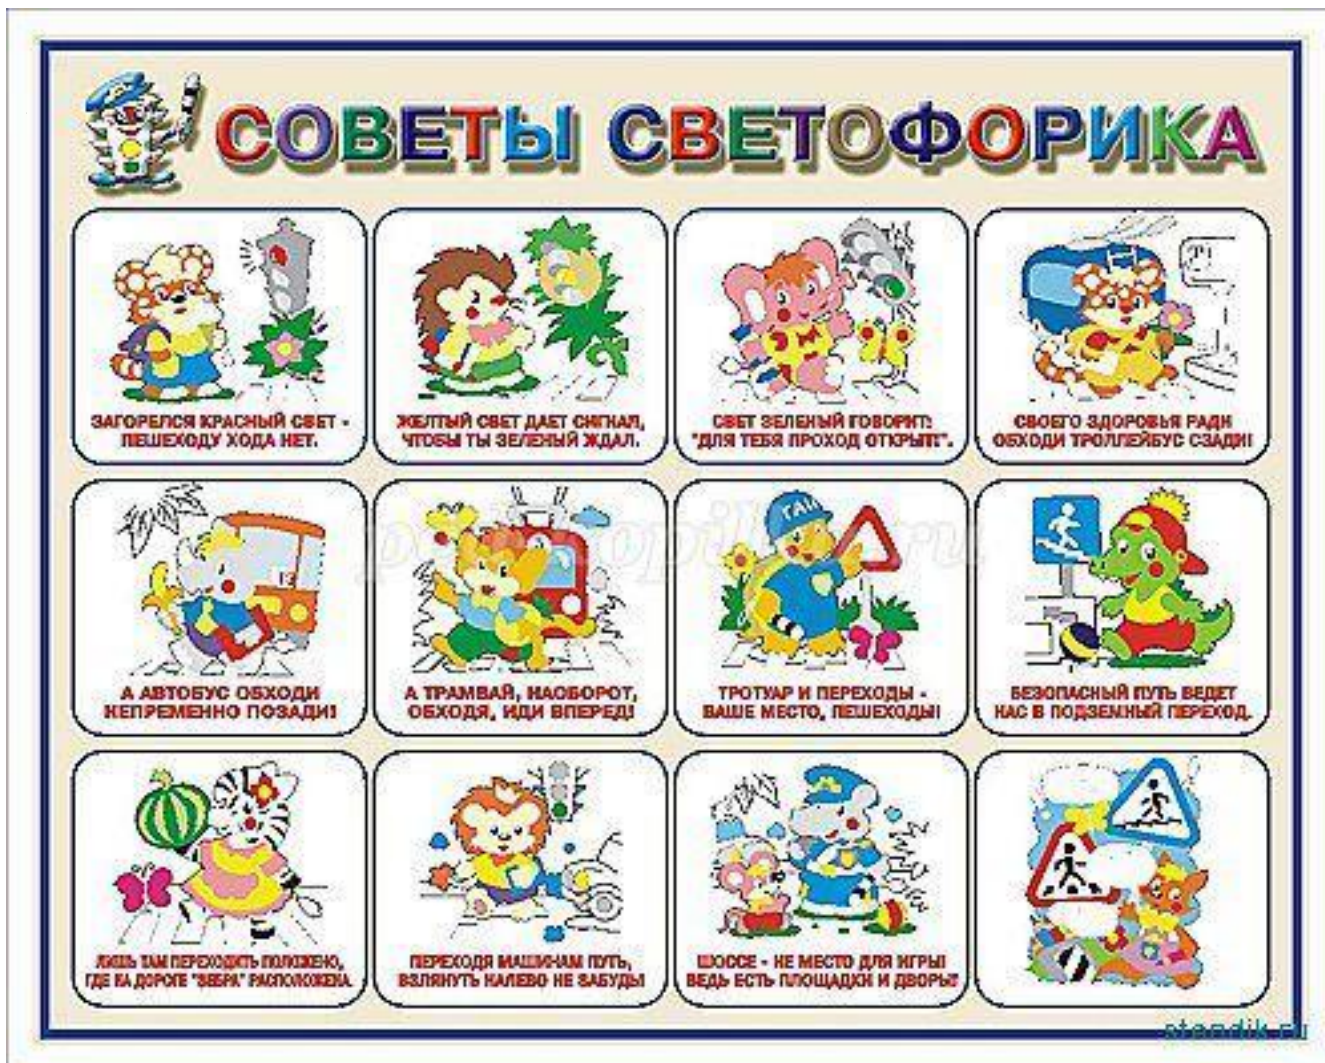 СОВЕТЫ СВЕТОФОРИКА
ЗАГОРЕЛСЯ КРАСНЫЙ СВЕТ -
ПЕШЕХОДУ ХОДА НЕТ.
ЖЕЛТЫЙ СВЕТ ДАЕТ СИГНАЛ,
ЧТОБЫ ТЫ ЗЕЛЕНЫЙ ЖДАЛ.
СВЕТ ЗЕЛЕНЫЙ ГОВОРИТ:
"ДЛЯ ТЕБЯ ПРОХОД ОТКРЫТ!".
СВОЕГО ЗДОРОВЬЯ РАДИ
ОБХОДИ ТРОЛЛЕЙБУС СЗАДИ!
А АВТОБУС ОБХОДИ
НЕПРЕМЕННО ПОЗАДИ!
А ТРАМВАЙ, НАОБОРОТ,
ОБХОДЯ, ИДИ ВПЕРЕД!
ГАИ
ТРОТУАР И ПЕРЕХОДЫ -
ВАШЕ МЕСТО, ПЕШЕХОДЫ!
БЕЗОПАСНЫЙ ПУТЬ ВЕДЕТ
НАС В ПОДЗЕМНЫЙ ПЕРЕХОД.
ЛИШЬ ТАМ ПЕРЕХОДИТЬ ПОЛОЖЕНО,
ГДЕ НА ДОРОГЕ "ЗЕБРА" РАСПОЛОЖЕНА.
ПЕРЕХОДЯ МАШИНАМ ПУТЬ,
ВЗГЛЯНУТЬ НАЛЕВО НЕ ЗАБУДЬ!
ШОССЕ - НЕ МЕСТО ДЛЯ ИГРЫ!
ВЕДЬ ЕСТЬ ПЛОЩАДКИ И ДВОРЫ!
stendik.ru